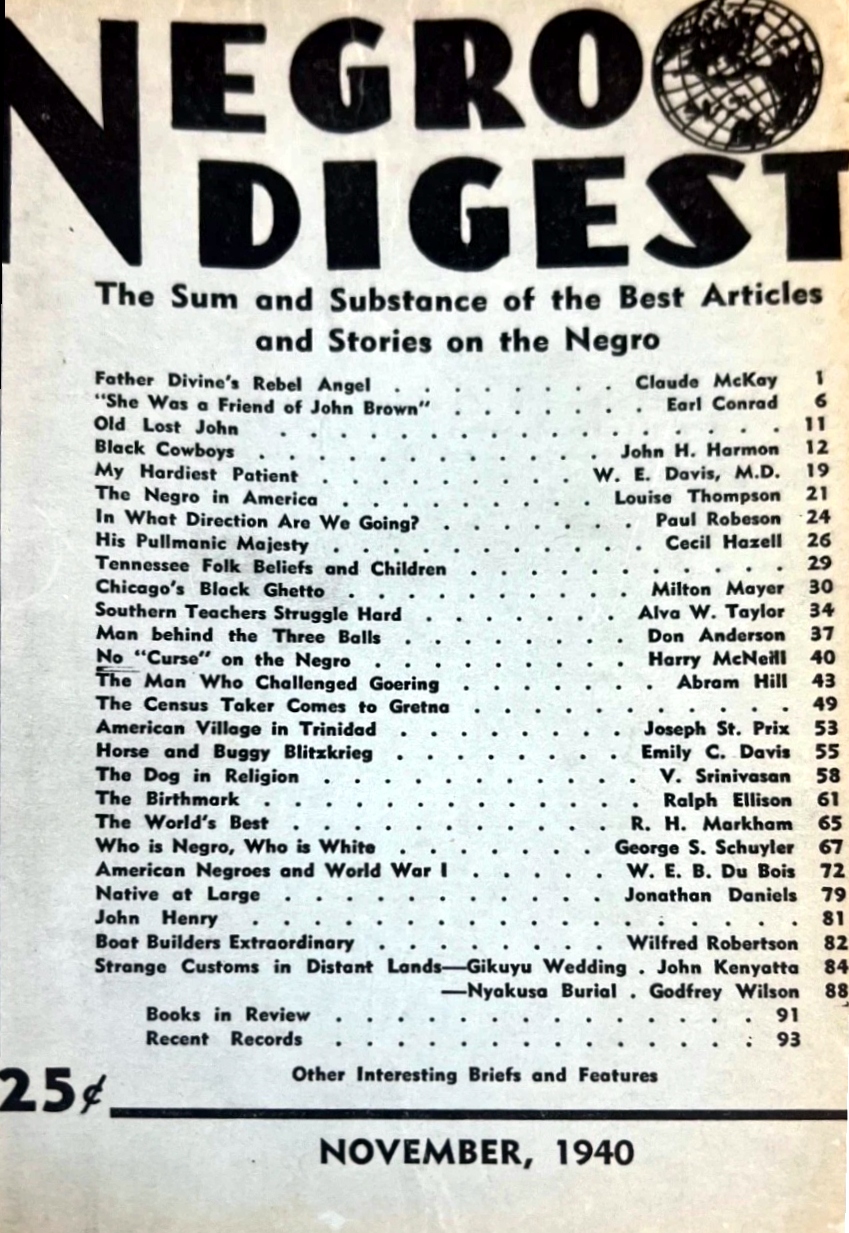 NEGRO
DIGEST
The Sum and Substance of the Best Articles
and Stories on the Negro
Father Divine's Rebel Angel . . . . . . . Claude McKay 1
"She Was a Friend of John Brown" . . . . . . Earl Conrad 6
Old Lost John . . . . . . . . . . . . . . . . . 11
Black Cowboys . . . . . . . . . . . . John H. Harmon 12
My Hardiest Patient . . . . . . . . . W. E. Davis, M.D. 19
The Negro in America . . . . . . . . Louise Thompson 21
In What Direction Are We Going? . . . . . . Paul Robeson 24
His Pullmanic Majesty . . . . . . . . . . Cecil Hazell 26
Tennessee Folk Beliefs and Children . . . . . . . . . . 29
Chicago's Black Ghetto . . . . . . . . . . Milton Mayer 30
Southern Teachers Struggle Hard . . . . . . Alva W. Taylor 34
Man behind the Three Balls . . . . . . . Don Anderson 37
No "Curse" on the Negro . . . . . . . . . Harry McNeill 40
The Man Who Challenged Goering . . . . . . Abram Hill 43
The Census Taker Comes to Gretna . . . . . . . . . . 49
American Village in Trinidad . . . . . . . Joseph St. Prix 53
Horse and Buggy Blitzkrieg . . . . . . . . Emily C. Davis 55
The Dog in Religion . . . . . . . . . . . V. Srinivasan 58
The Birthmark . . . . . . . . . . . . . Ralph Ellison 61
The World's Best . . . . . . . . . . . R. H. Markham 65
Who is Negro, Who is White . . . . . . George S. Schuyler 67
American Negroes and World War I . . . . . W. E. B. Du Bois 72
Native at Large . . . . . . . . . . . Jonathan Daniels 79
John Henry . . . . . . . . . . . . . . . . . 81
Boat Builders Extraordinary . . . . . . . Wilfred Robertson 82
Strange Customs in Distant Lands—Gikuyu Wedding . John Kenyatta 84
—Nyakusa Burial . Godfrey Wilson 88
Books in Review . . . . . . . . . . . . . . 91
Recent Records . . . . . . . . . . . . . . 93
Other Interesting Briefs and Features
25¢
NOVEMBER, 1940